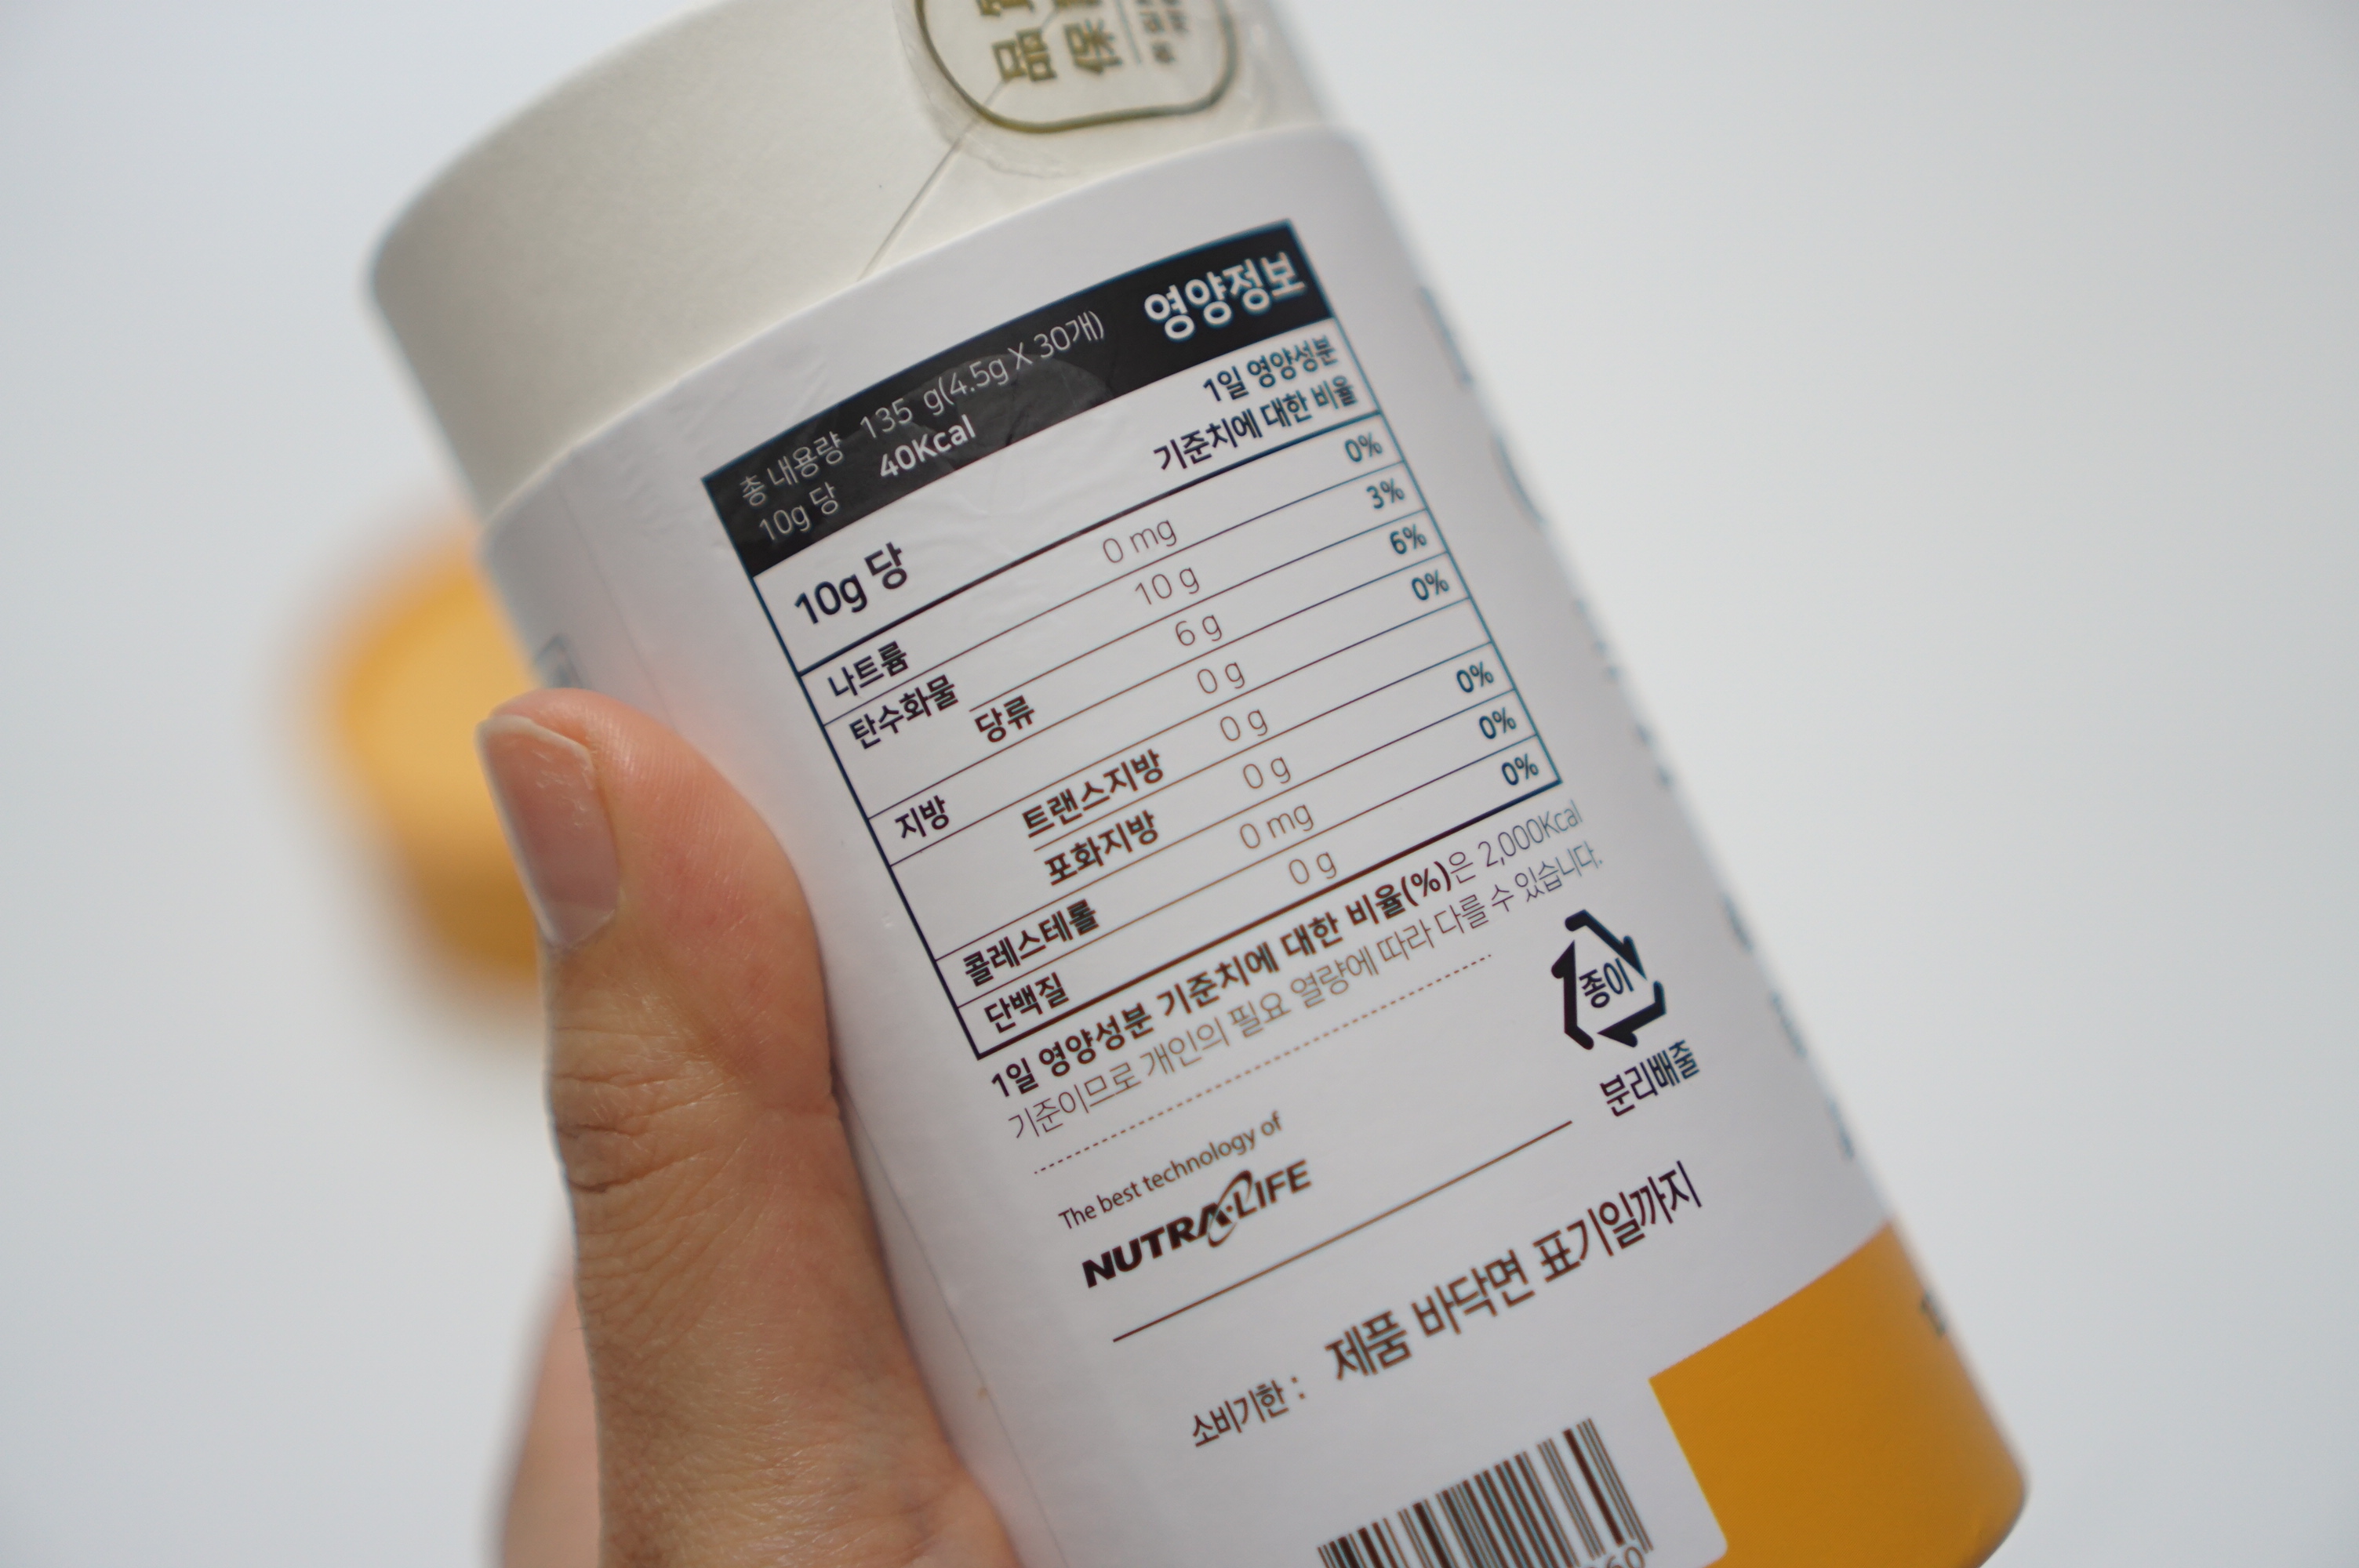 品質
保
영양정보
총 내용량 135 g(4.5g X 30개)
10g 당 40Kcal
10g 당
1일 영양성분
기준치에 대한 비율
나트륨 0 mg 0%
탄수화물 10 g 3%
당류 6 g 6%
지방 0 g 0%
트랜스지방 0 g
포화지방 0 g 0%
콜레스테롤 0 mg 0%
단백질 0 g 0%
1일 영양성분 기준치에 대한 비율(%)은 2,000Kcal
기준이므로 개인의 필요 열량에 따라 다를 수 있습니다.
종이
분리배출
The best technology of
NUTRA-LIFE
소비기한 : 제품 바닥면 표기일까지